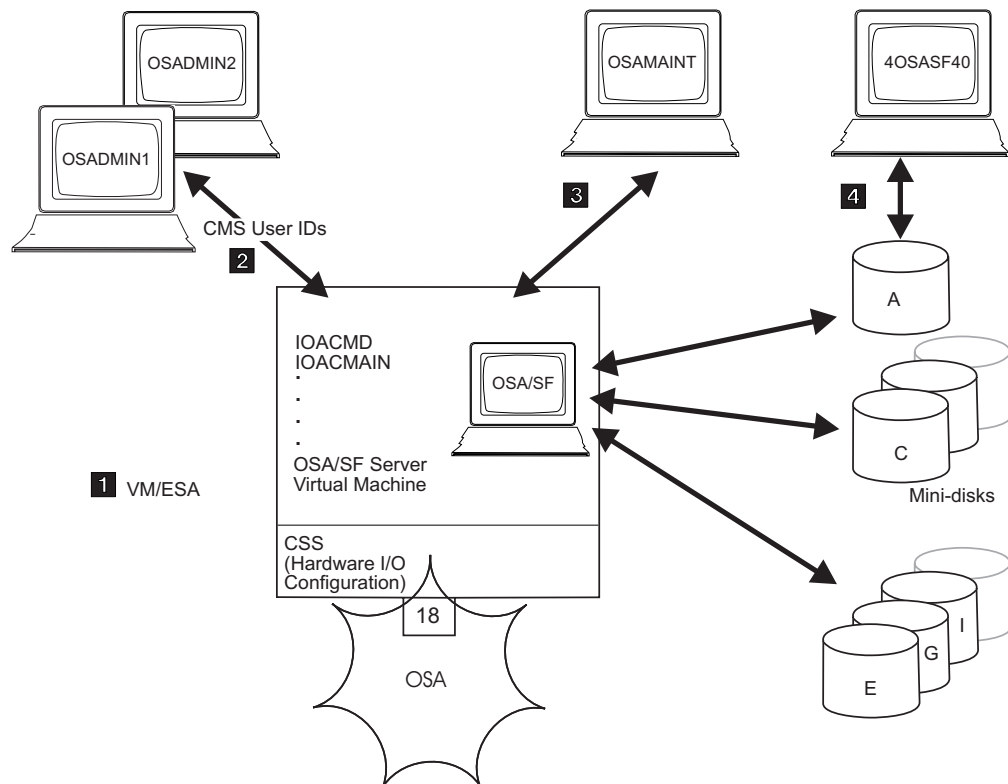 OSADMIN2
OSADMIN1
OSAMAINT
4OSASF40
3
4
CMS User IDs
2
A
IOACMD
IOACMAIN
.
.
.
.
OSA/SF
C
OSA/SF Server
Virtual Machine
Mini-disks
1 VM/ESA
CSS
(Hardware I/O
Configuration)
18
OSA
I
G
E